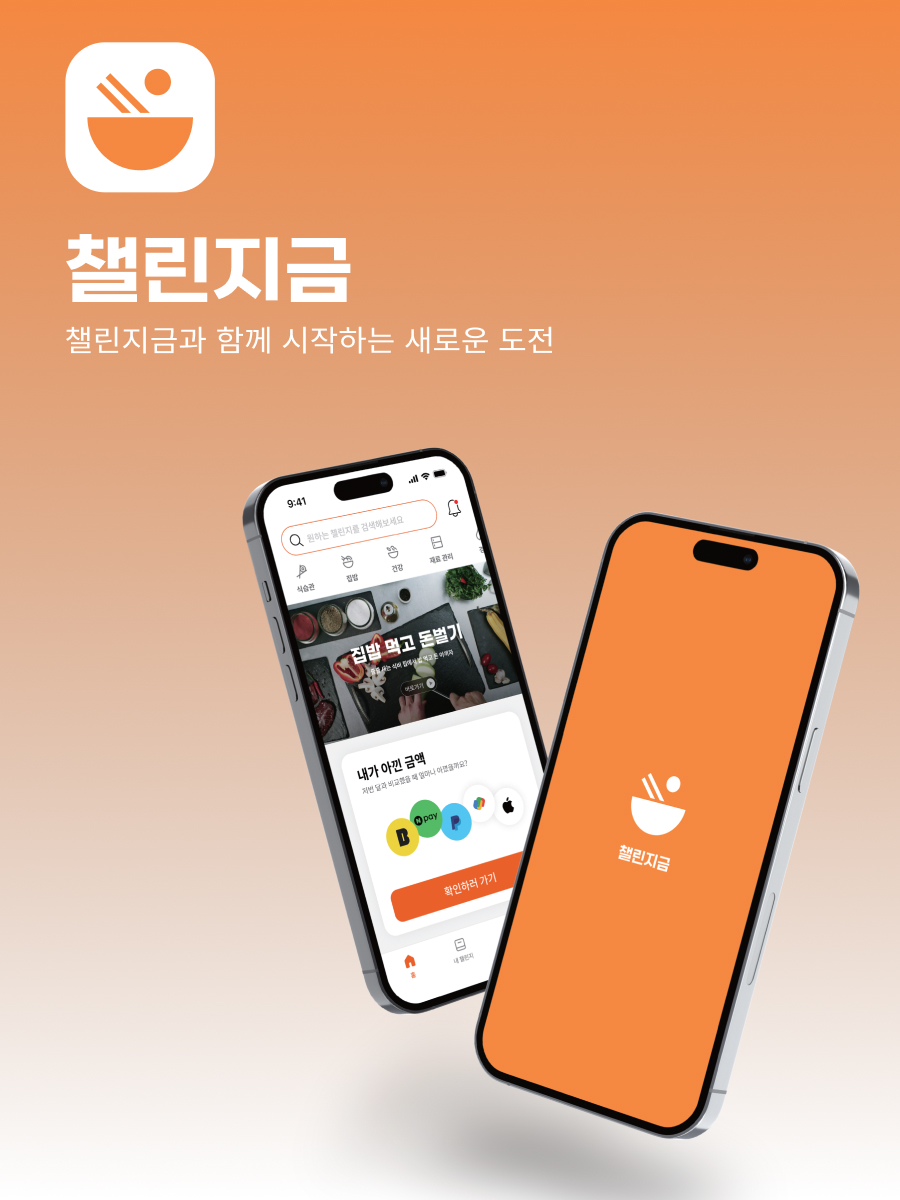 챌린지금
챌린지금과 함께 시작하는 새로운 도전
9:41
원하는 챌린지를 검색해보세요
식습관
집밥
건강
재료 관리
집밥 먹고 돈벌기
바로가기
내가 아낀 금액
저번 달과 비교했을 때 얼마나 아꼈을까요?
B
N pay
확인하러 가기
홈
내 챌린지
챌린지금